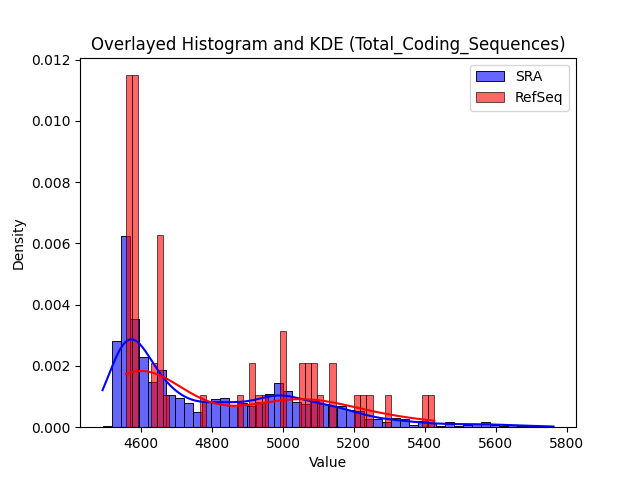 Overlayed Histogram and KDE (Total_Coding_Sequences)
SRA
RefSeq
0.012
0.010
0.008
0.006
0.004
0.002
0.000
Density
4600 4800 5000 5200 5400 5600 5800
Value